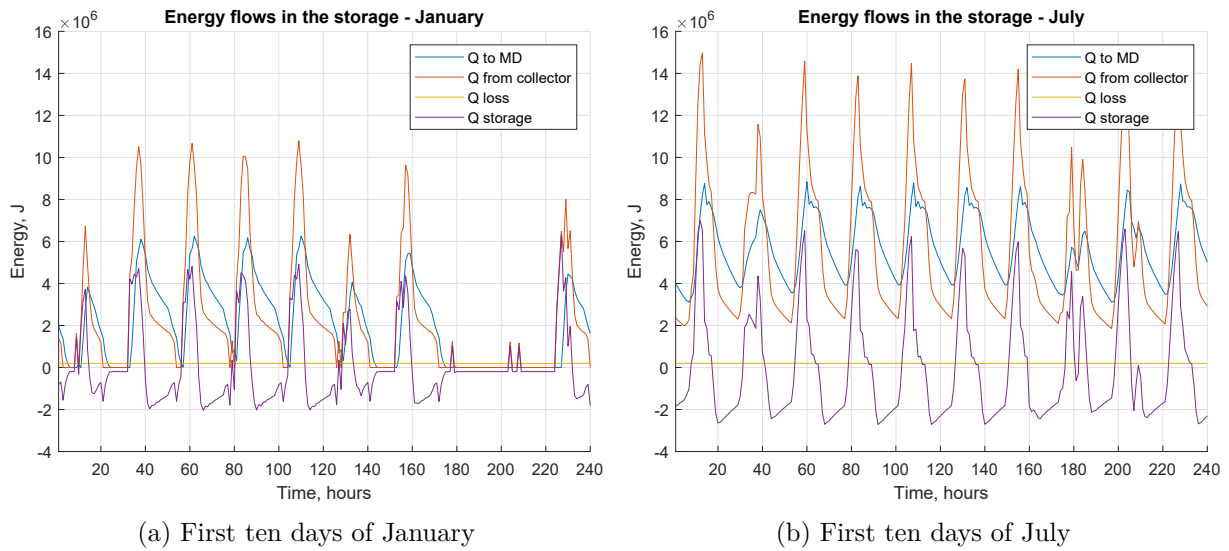 Energy flows in the storage - January
×10⁶
16
14
12
10
8
6
4
2
0
-2
-4
Energy, J
20 40 60 80 100 120 140 160 180 200 220 240
Time, hours
Q to MD
Q from collector
Q loss
Q storage
(a) First ten days of January
Energy flows in the storage - July
×10⁶
16
14
12
10
8
6
4
2
0
-2
-4
Energy, J
20 40 60 80 100 120 140 160 180 200 220 240
Time, hours
Q to MD
Q from collector
Q loss
Q storage
(b) First ten days of July